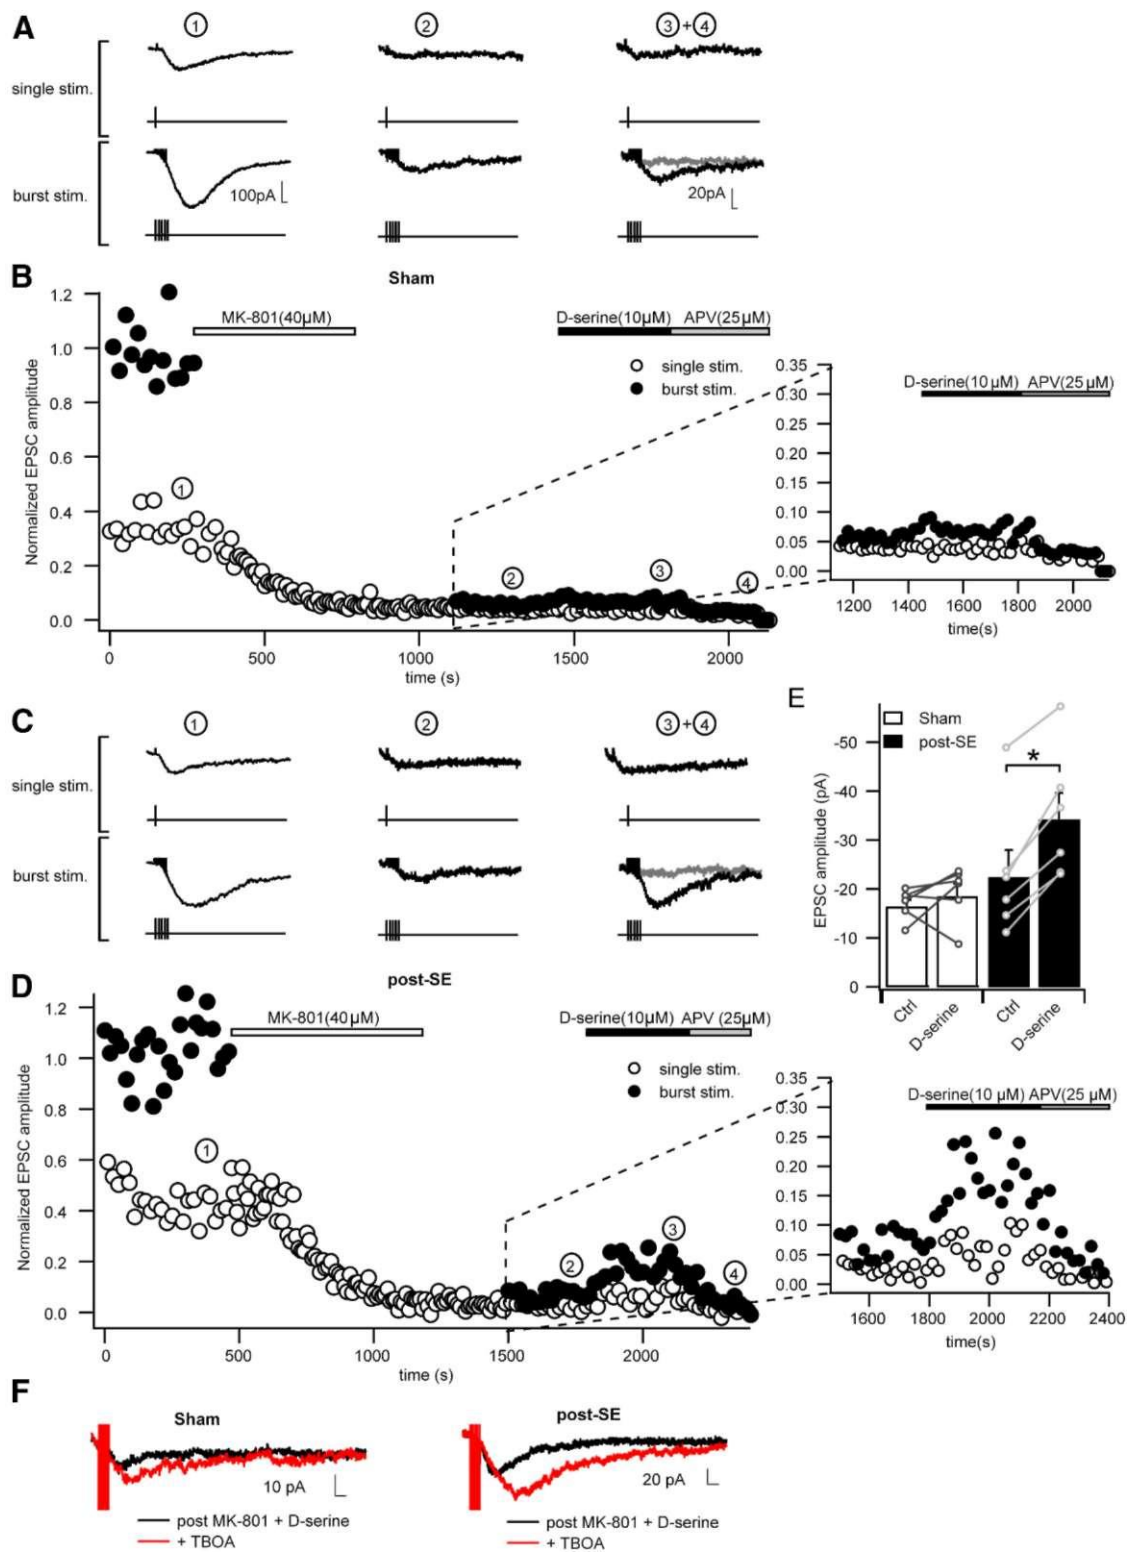 A
① ② ③+④
single stim.
burst stim.
100pA
20pA
B
Sham
MK-801(40μM)
D-serine(10μM) APV(25μM)
single stim.
burst stim.
Normalized EPSC amplitude
1.2
1.0
0.8
0.6
0.4
0.2
0.0
①
②
③
④
0 500 1000 1500 2000
time (s)
D-serine(10 μM) APV(25 μM)
0.35
0.30
0.25
0.20
0.15
0.10
0.05
0.00
1200 1400 1600 1800 2000
time(s)
C
① ② ③+④
single stim.
burst stim.
E
Sham
post-SE
*
EPSC amplitude (pA)
-50
-40
-30
-20
-10
0
Ctrl D-serine Ctrl D-serine
D
post-SE
MK-801(40 μM)
D-serine(10μM) APV (25μM)
single stim.
burst stim.
Normalized EPSC amplitude
1.2
1.0
0.8
0.6
0.4
0.2
0.0
①
②
③
④
0 500 1000 1500 2000
time (s)
D-serine(10 μM) APV(25 μM)
0.35
0.30
0.25
0.20
0.15
0.10
0.05
0.00
1600 1800 2000 2200 2400
time(s)
F
Sham
10 pA
post MK-801 + D-serine
+ TBOA
post-SE
20 pA
post MK-801 + D-serine
+ TBOA